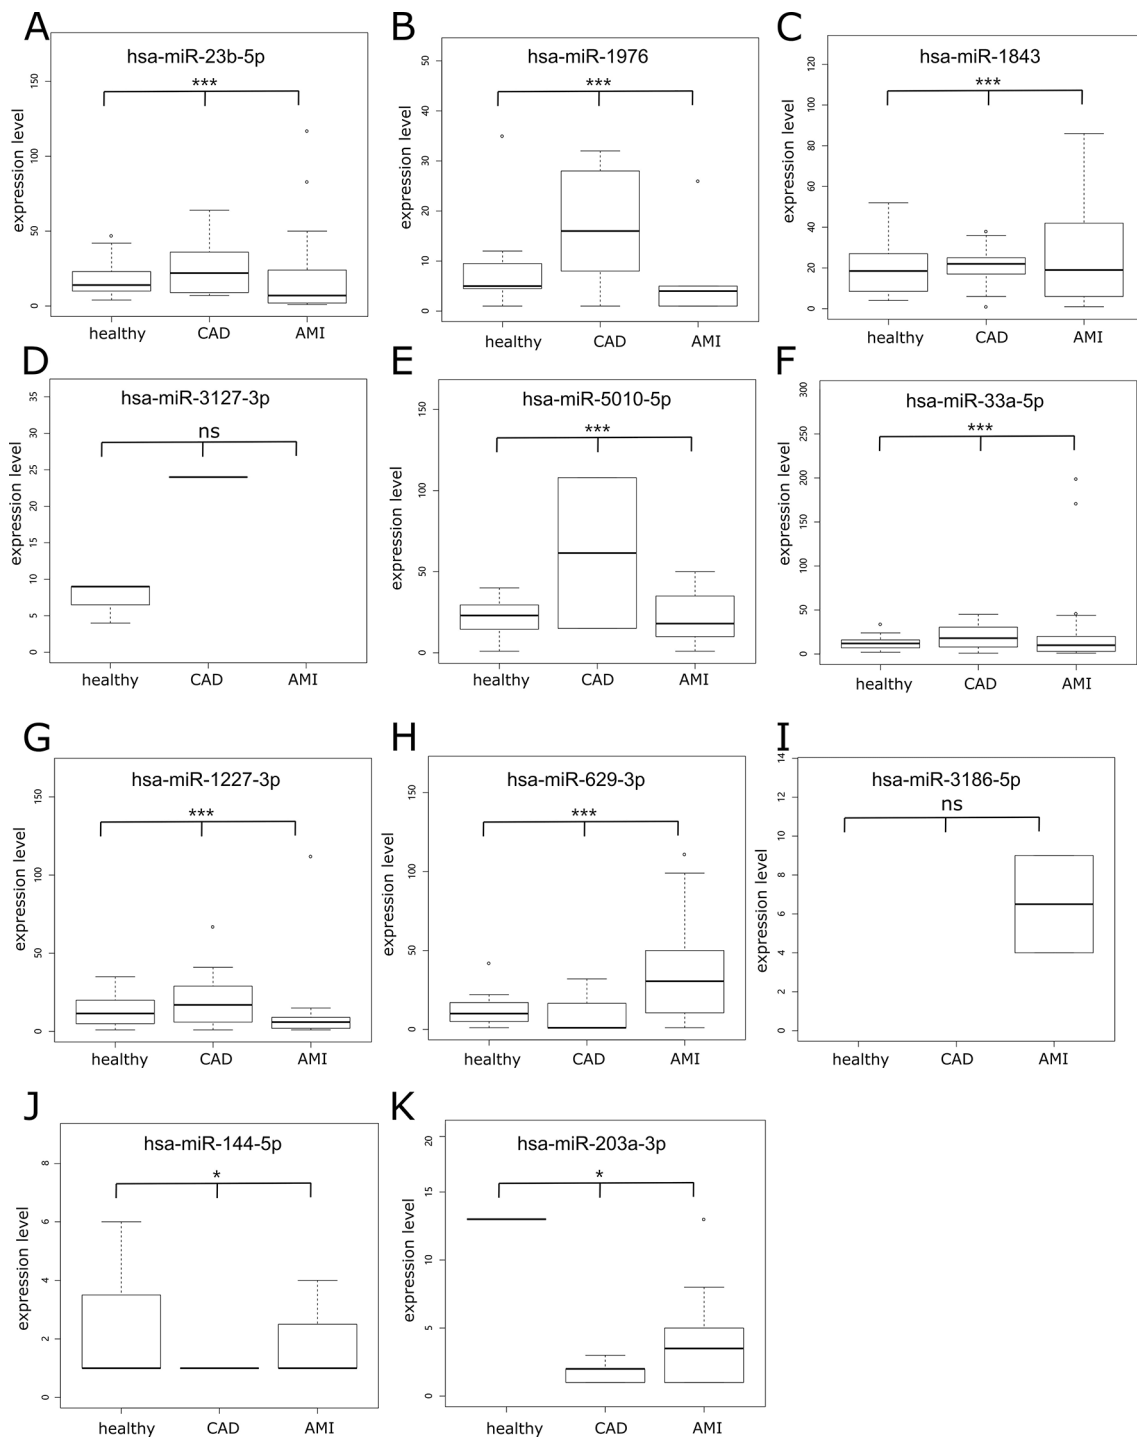 A
hsa-miR-23b-5p
***
expression level
0
50
100
150
healthy
CAD
AMI
B
hsa-miR-1976
***
expression level
0
10
20
30
40
50
healthy
CAD
AMI
C
hsa-miR-1843
***
expression level
0
20
40
60
80
100
120
healthy
CAD
AMI
D
hsa-miR-3127-3p
ns
expression level
0
5
10
15
20
25
30
35
healthy
CAD
AMI
E
hsa-miR-5010-5p
***
expression level
0
50
100
150
healthy
CAD
AMI
F
hsa-miR-33a-5p
***
expression level
0
50
100
150
200
250
300
healthy
CAD
AMI
G
hsa-miR-1227-3p
***
expression level
0
50
100
150
healthy
CAD
AMI
H
hsa-miR-629-3p
***
expression level
0
50
100
150
healthy
CAD
AMI
I
hsa-miR-3186-5p
ns
expression level
0
2
4
6
8
10
12
14
healthy
CAD
AMI
J
hsa-miR-144-5p
*
expression level
0
2
4
6
8
healthy
CAD
AMI
K
hsa-miR-203a-3p
*
expression level
0
5
10
15
20
healthy
CAD
AMI